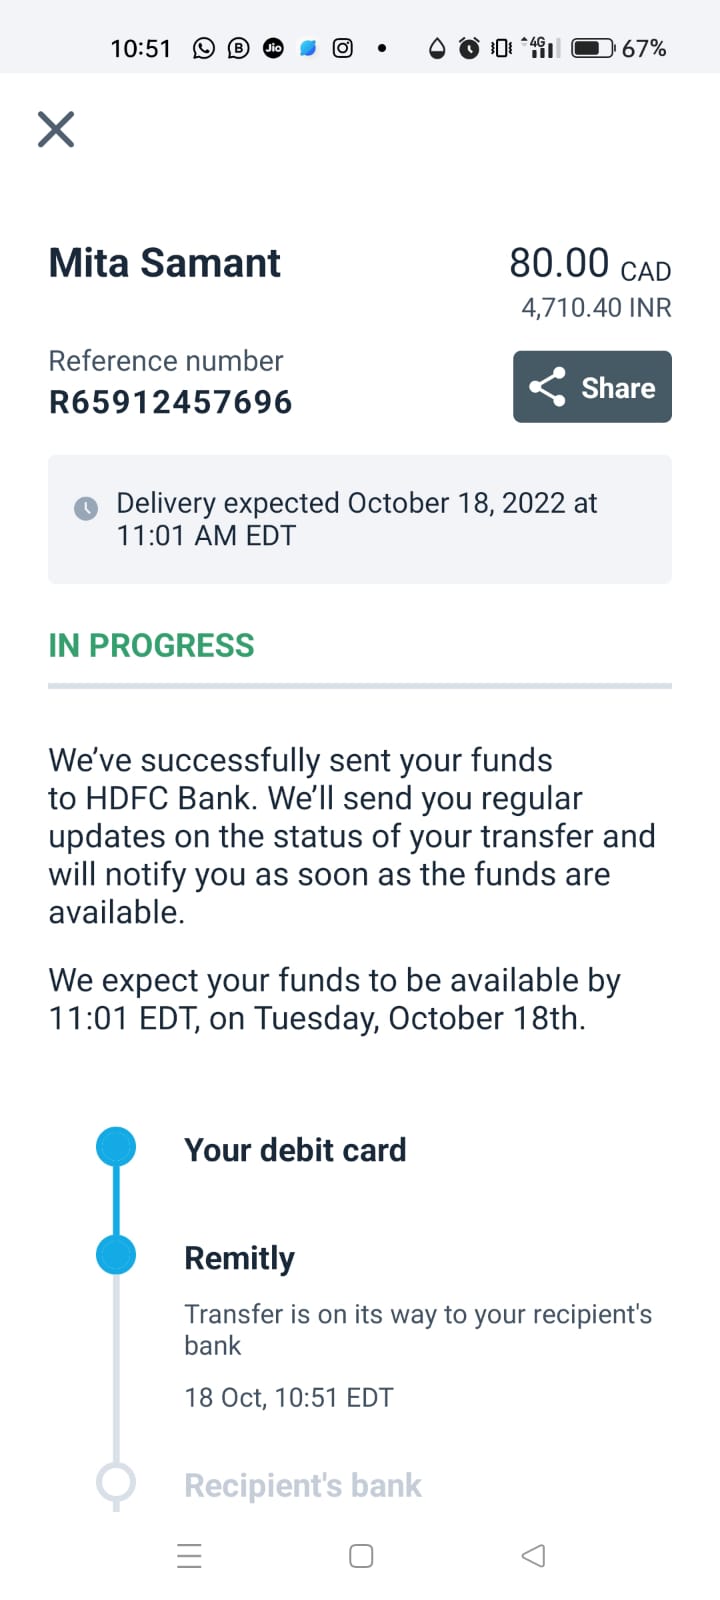 10:51 B Jio 4G 67%
Mita Samant
80.00 CAD
4,710.40 INR
Reference number
R65912457696
Share
Delivery expected October 18, 2022 at
11:01 AM EDT
IN PROGRESS
We’ve successfully sent your funds
to HDFC Bank. We’ll send you regular
updates on the status of your transfer and
will notify you as soon as the funds are
available.
We expect your funds to be available by
11:01 EDT, on Tuesday, October 18th.
Your debit card
Remitly
Transfer is on its way to your recipient's
bank
18 Oct, 10:51 EDT
Recipient's bank